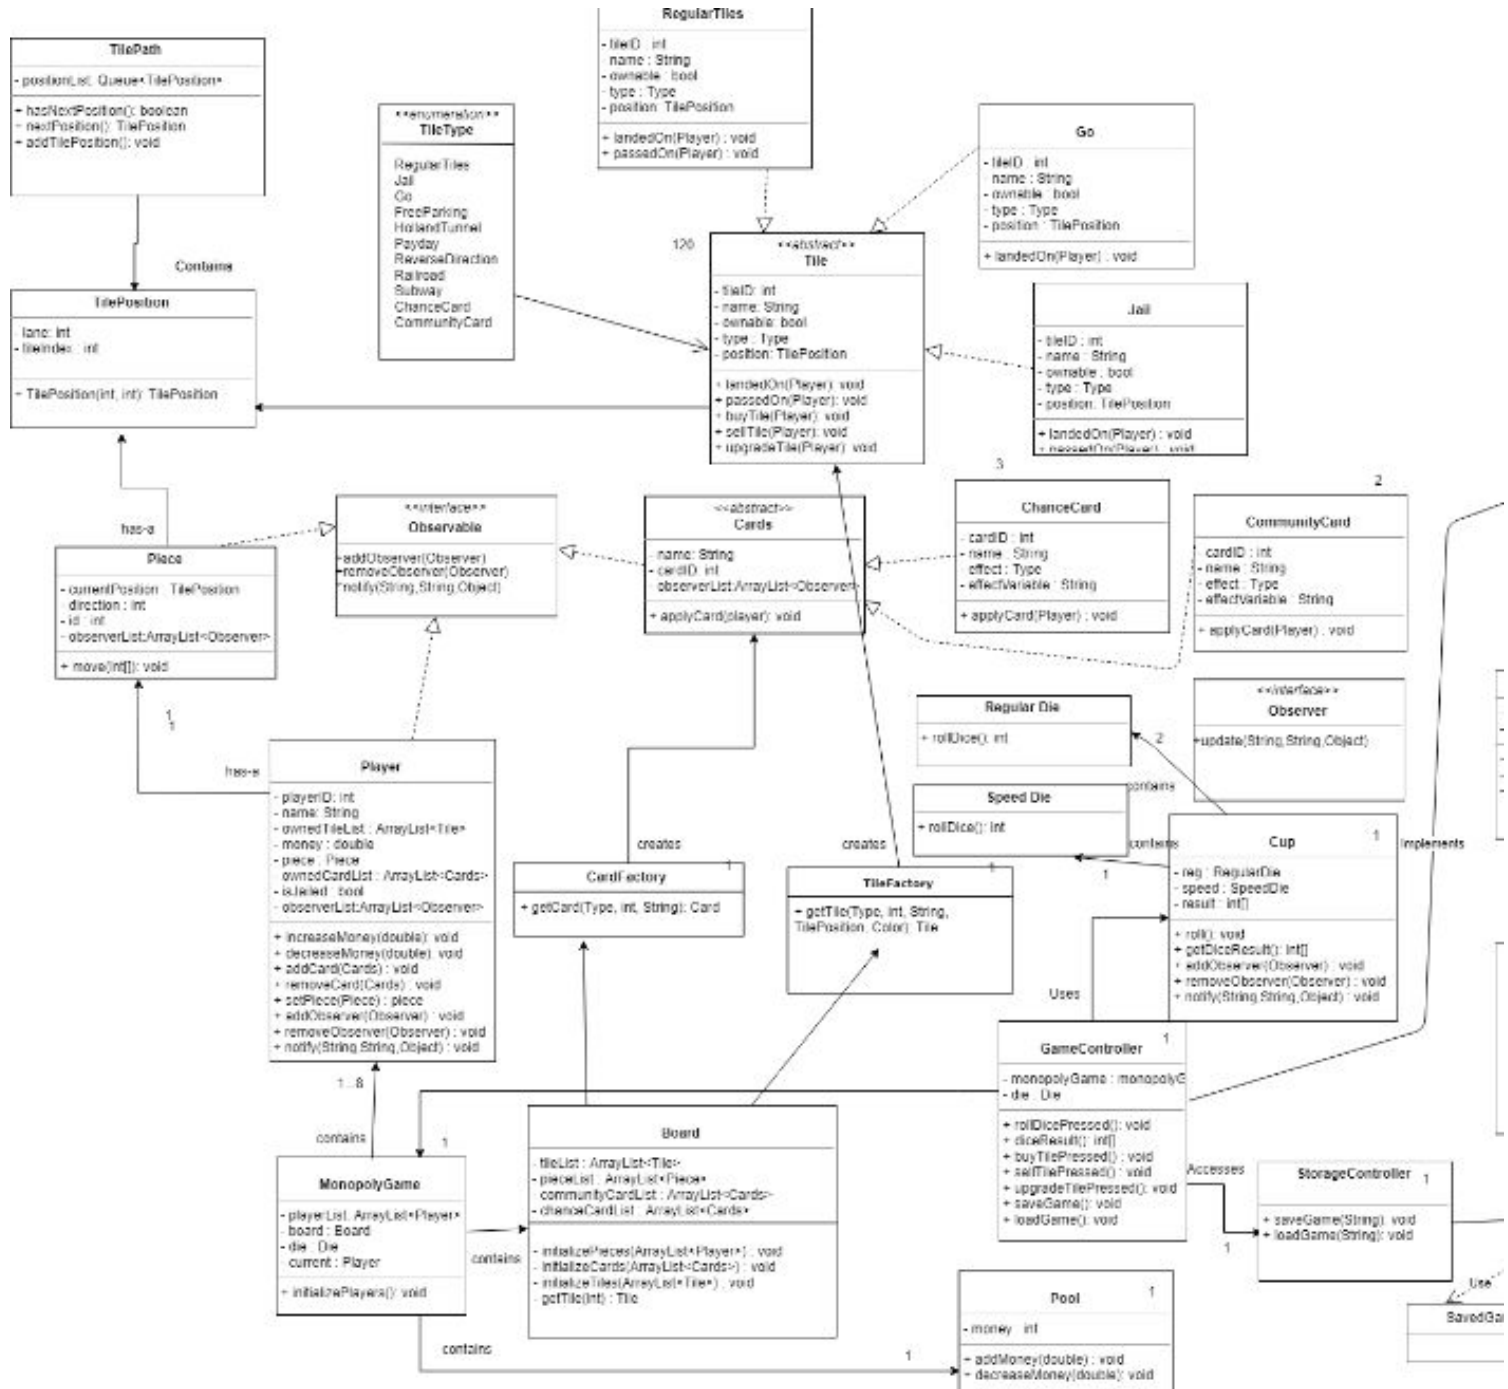 TilePath
- positionList: Queue<TilePosition>
+ hasNextPosition(): boolean
+ nextPosition(): TilePosition
+ addTilePosition(): void
Contains
TilePosition
lane: int
- tileIndex : int
+ TilePosition(int, int): TilePosition
<<enumeration>>
TileType
RegularTiles
Jail
Go
FreeParking
HollandTunnel
Payday
ReverseDirection
Railroad
Subway
ChanceCard
CommunityCard
RegularTiles
- tileID : int
- name : String
- ownable : bool
- type : Type
- position: TilePosition
+ landedOn(Player) : void
+ passedOn(Player) : void
120
<<abstract>>
Tile
- tileID: int
- name: String
- ownable: bool
- type : Type
- position: TilePosition
+ landedOn(Player): void
+ passedOn(Player): void
+ buyTile(Player): void
+ sellTile(Player): void
+ upgradeTile(Player): void
Go
- tileID : int
- name : String
- ownable : bool
- type : Type
- position : TilePosition
+ landedOn(Player) : void
Jail
- tileID : int
- name : String
- ownable : bool
- type : Type
- position: TilePosition
+ landedOn(Player) : void
+ passedOn(Player) : void
has-a
Piece
- currentPosition : TilePosition
- direction : int
- id : int
- observerList:ArrayList<Observer>
+ move(int[]): void
<<interface>>
Observable
+addObserver(Observer)
+removeObserver(Observer)
+notify(String,String,Object)
<<abstract>>
Cards
- name: String
- cardID: int
observerList:ArrayList<Observer>
+ applyCard(player): void
3
ChanceCard
- cardID : int
- name : String
- effect : Type
- effectVariable : String
+ applyCard(Player) : void
2
CommunityCard
- cardID : int
- name : String
- effect : Type
- effectVariable : String
+ applyCard(Player) : void
<<interface>>
Observer
+update(String,String,Object)
Regular Die
+ rollDice(): int
2
contains
Speed Die
+ rollDice(): int
contains
1
1
1
1
has-a
Player
- playerID: int
- name: String
- ownedTileList : ArrayList<Tile>
- money : double
- piece : Piece
- ownedCardList : ArrayList<Cards>
- isJailed : bool
- observerList:ArrayList<Observer>
+ increaseMoney(double): void
+ decreaseMoney(double): void
+ addCard(Cards) : void
+ removeCard(Cards) : void
+ setPiece(Piece) : piece
+ addObserver(Observer) : void
+ removeObserver(Observer) : void
+ notify(String,String,Object) : void
creates
CardFactory
1
+ getCard(Type, int, String): Card
creates
TileFactory
+ getTile(Type, int, String,
TilePosition, Color): Tile
Cup
1
- reg : RegularDie
- speed : SpeedDie
- result : int[]
+ roll(): void
+ getDiceResult(): int[]
+ addObserver(Observer) : void
+ removeObserver(Observer) : void
+ notify(String,String,Object) : void
Implements
Uses
GameController
1
- monopolyGame : monopolyG
- die : Die
+ rollDicePressed(): void
+ diceResult(): int[]
+ buyTilePressed() : void
+ sellTilePressed() : void
+ upgradeTilePressed(): void
+ saveGame(): void
+ loadGame(): void
1...8
contains
1
MonopolyGame
- playerList: ArrayList<Player>
- board : Board
- die : Die
- current : Player
+ initializePlayers(): void
contains
Board
- tileList : ArrayList<Tile>
- pieceList : ArrayList<Piece>
- communityCardList : ArrayList<Cards>
- chanceCardList : ArrayList<Cards>
- initializePieces(ArrayList<Player>) : void
- initializeCards(ArrayList<Cards>) : void
- initializeTiles(ArrayList<Tile>) : void
- getTile(int) : Tile
Accesses
1
StorageController
1
+ saveGame(String): void
+ loadGame(String): void
Use
SavedGa
contains
1
Pool
1
- money : int
+ addMoney(double) : void
+ decreaseMoney(double): void